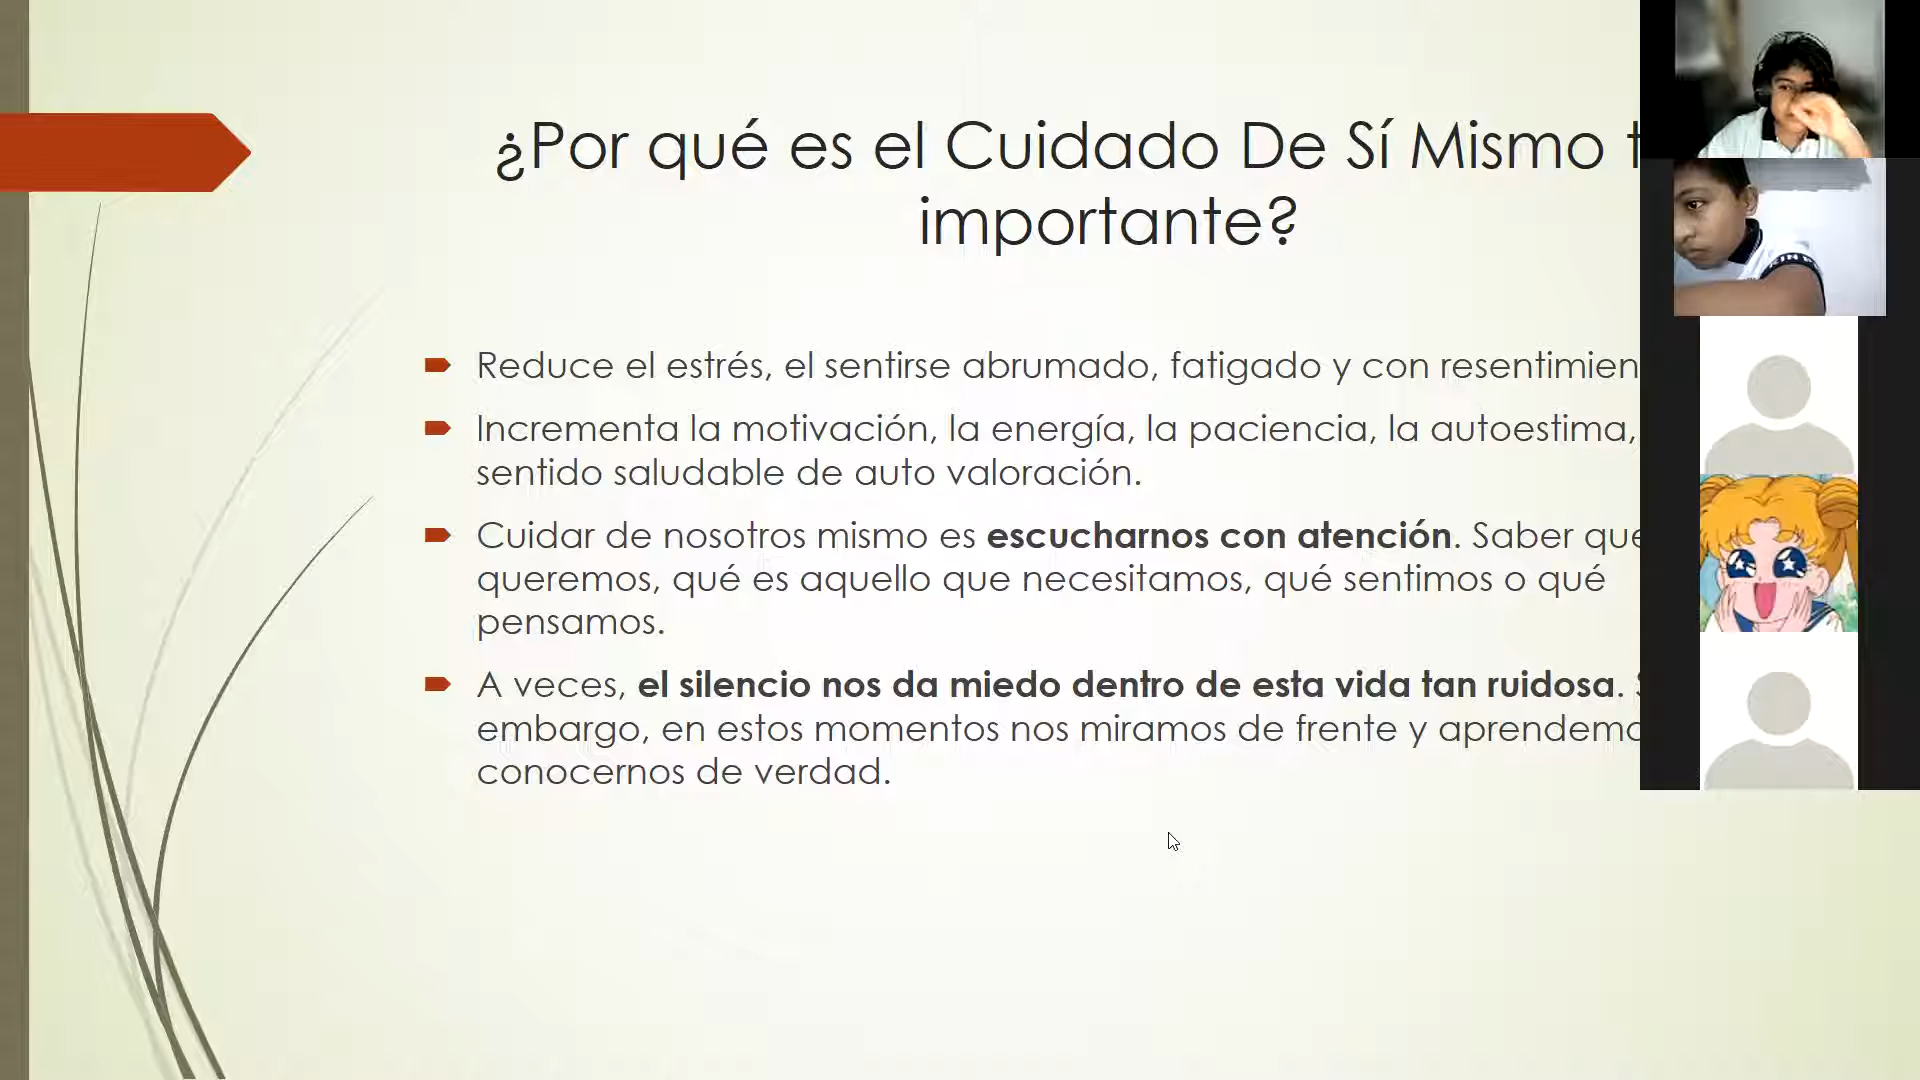 ¿Por qué es el Cuidado De Sí Mismo
importante?
Reduce el estrés, el sentirse abrumado, fatigado y con
Incrementa la motivación, la energía, la paciencia, la autoestima,
sentido saludable de auto valoración.
Cuidar de nosotros mismo es escucharnos con atención. Saber que
queremos, qué es aquello que necesitamos, qué sentimos o qué
pensamos.
A veces, el silencio nos da miedo dentro de esta vida tan ruidosa.
embargo, en estos momentos nos miramos de frente y
conocernos de verdad.